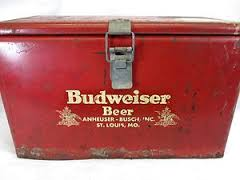 Budweiser
Beer
ANHEUSER-BUSCH, INC.
ST. LOUIS, MO.